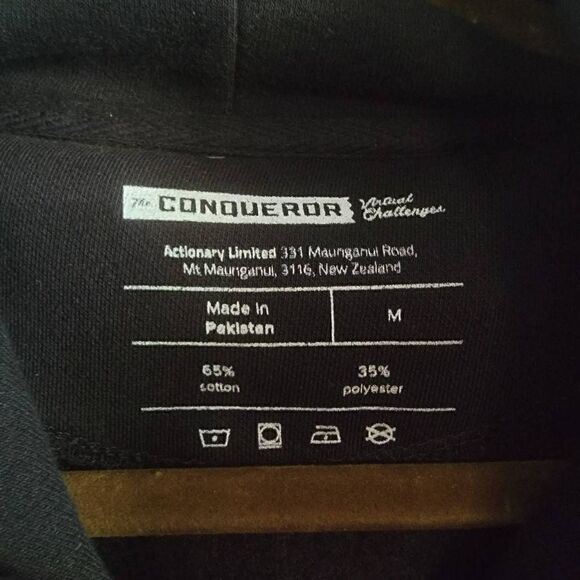 The CONQUEROR Virtual Challenges
Actionary Limited 331 Maunganui Road,
Mt Maunganui, 3116, New Zealand
Made in
Pakistan
M
65%
cotton
35%
polyester